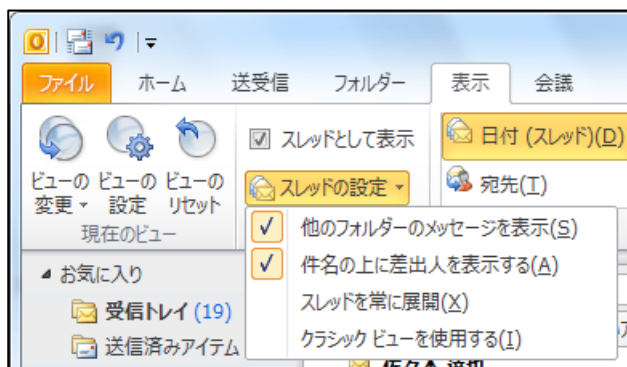 ファイル ホーム 送受信 フォルダー 表示 会議
ビューの変更 ビューの設定 ビューのリセット
スレッドとして表示
日付 (スレッド)(D)
スレッドの設定
宛先(T)
現在のビュー
他のフォルダーのメッセージを表示(S)
件名の上に差出人を表示する(A)
スレッドを常に展開(X)
クラシック ビューを使用する(I)
お気に入り
受信トレイ (19)
送信済みアイテム